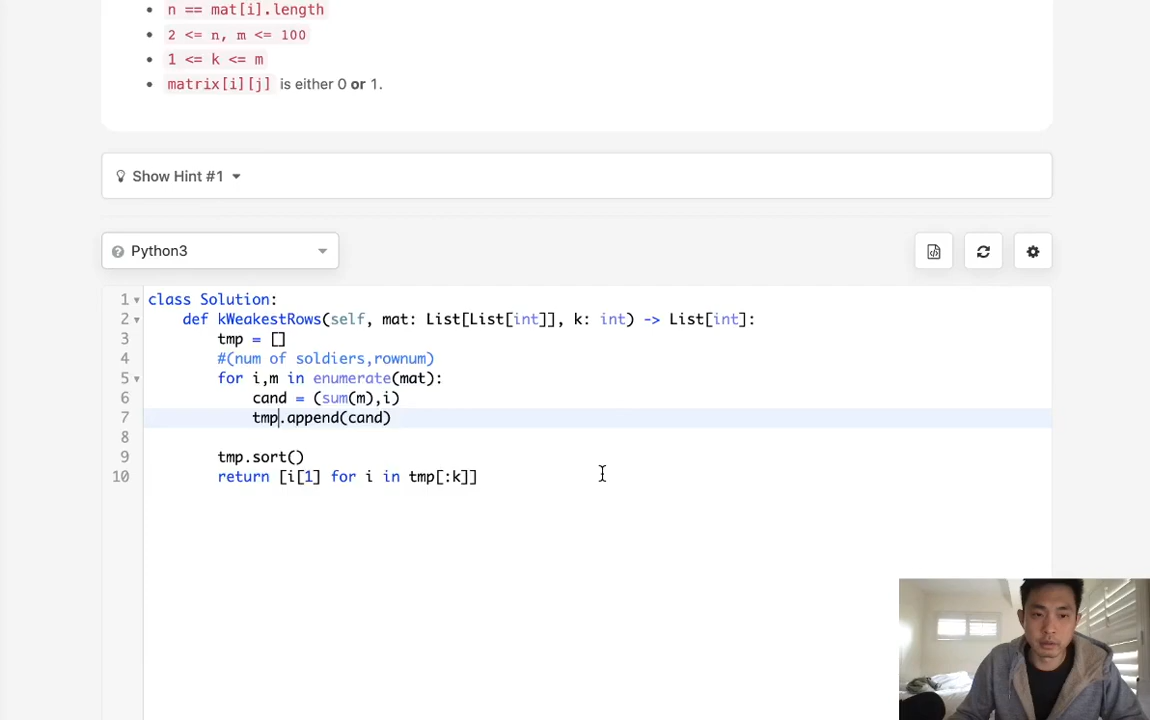 n == mat[i].length
2 <= n, m <= 100
1 <= k <= m
matrix[i][j] is either 0 or 1.
Show Hint #1
Python3
1 class Solution:
2 def kWeakestRows(self, mat: List[List[int]], k: int) -> List[int]:
3 tmp = []
4 #(num of soldiers,rownum)
5 for i,m in enumerate(mat):
6 cand = (sum(m),i)
7 tmp.append(cand)
8
9 tmp.sort()
10 return [i[1] for i in tmp[:k]]